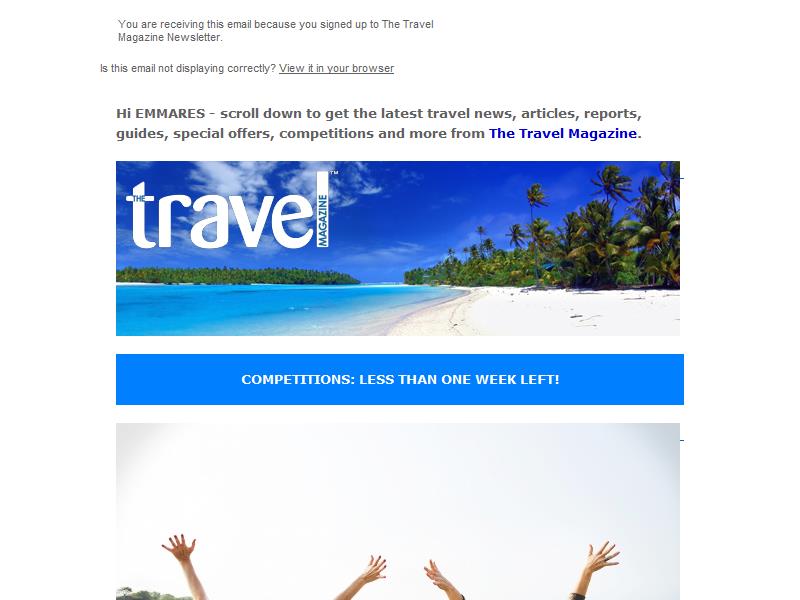 You are receiving this email because you signed up to The Travel
Magazine Newsletter.
Is this email not displaying correctly? View it in your browser
Hi EMMARES - scroll down to get the latest travel news, articles, reports,
guides, special offers, competitions and more from The Travel Magazine.
THE travel MAGAZINE ™
COMPETITIONS: LESS THAN ONE WEEK LEFT!